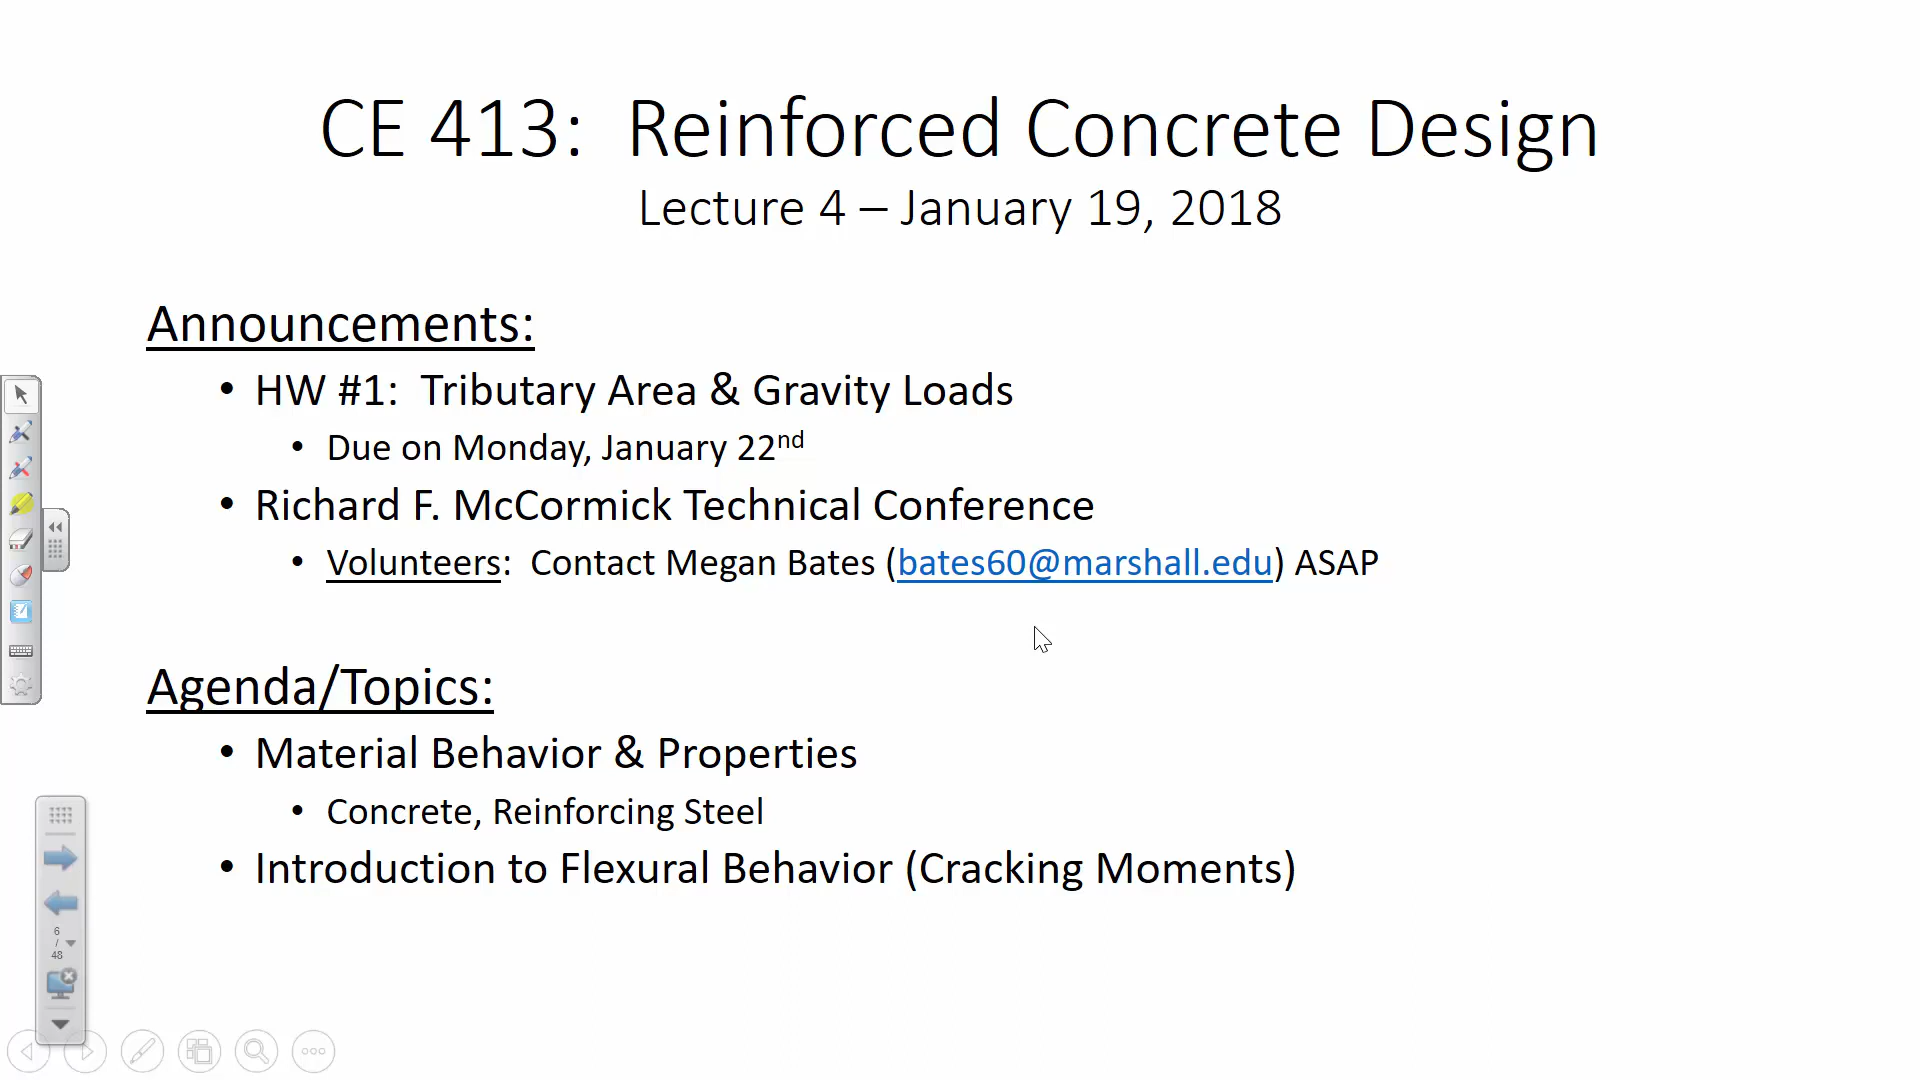 CE 413:  Reinforced Concrete Design
Lecture 4 – January 19, 2018
Announcements:
• HW #1:  Tributary Area & Gravity Loads
• Due on Monday, January 22nd
• Richard F. McCormick Technical Conference
• Volunteers:  Contact Megan Bates (bates60@marshall.edu) ASAP
Agenda/Topics:
• Material Behavior & Properties
• Concrete, Reinforcing Steel
• Introduction to Flexural Behavior (Cracking Moments)
6
/
48